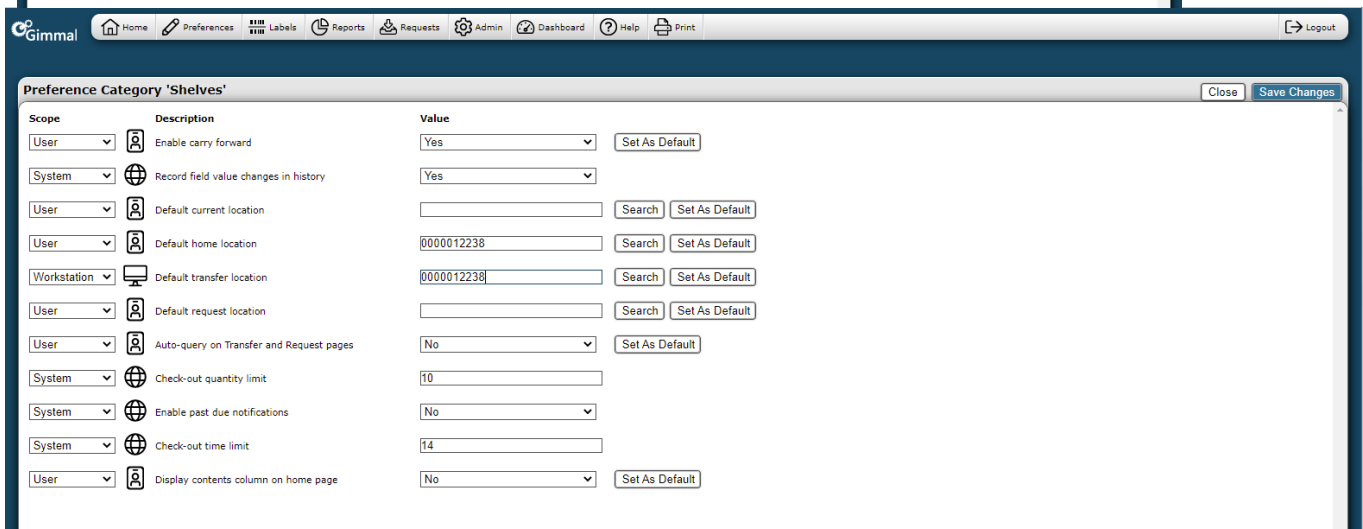 Gimmal Home Preferences Labels Reports Requests Admin Dashboard Help Print Logout
Preference Category 'Shelves' Close Save Changes
Scope Description Value
User Enable carry forward Yes Set As Default
System Record field value changes in history Yes
User Default current location Search Set As Default
User Default home location 0000012238 Search Set As Default
Workstation Default transfer location 0000012238 Search Set As Default
User Default request location Search Set As Default
User Auto-query on Transfer and Request pages No Set As Default
System Check-out quantity limit 10
System Enable past due notifications No
System Check-out time limit 14
User Display contents column on home page No Set As Default